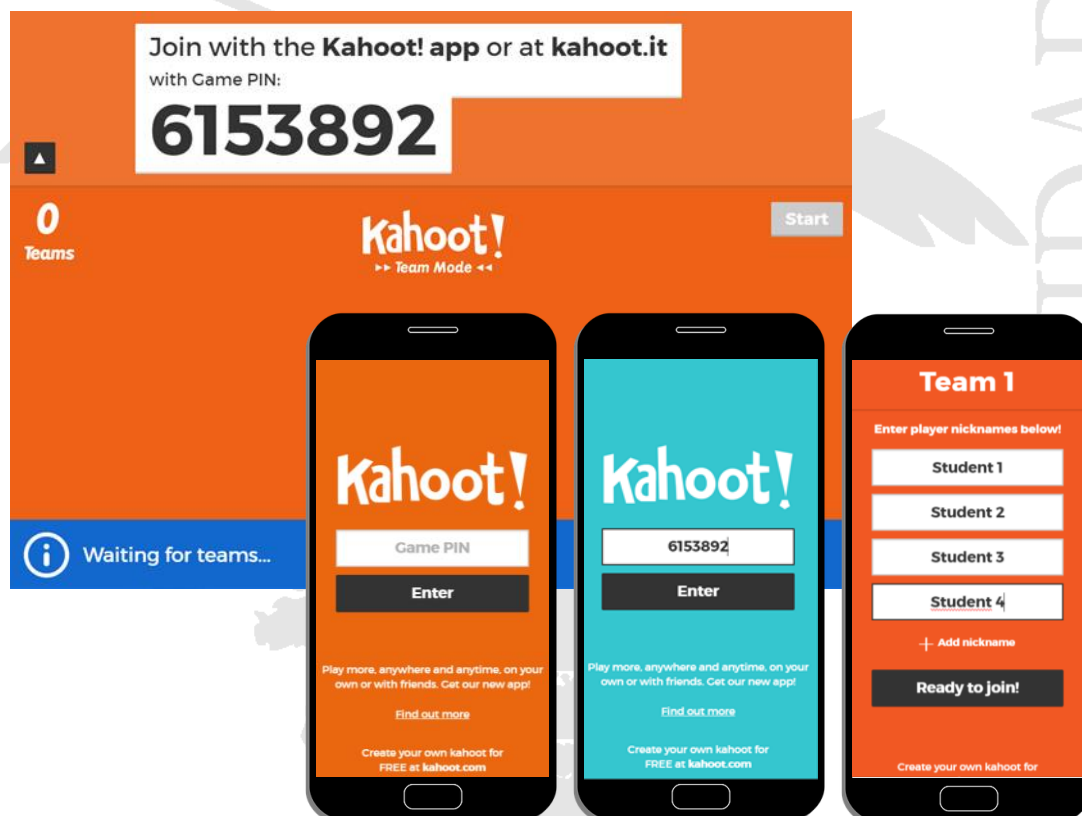 Join with the Kahoot! app or at kahoot.it
with Game PIN:
6153892
0
Teams
Kahoot!
Team Mode
Start
Waiting for teams...
Kahoot!
Game PIN
Enter
Play more, anywhere and anytime, on your
own or with friends. Get our new app!
Find out more
Create your own kahoot for
FREE at kahoot.com
Kahoot!
6153892
Enter
Play more, anywhere and anytime, on your
own or with friends. Get our new app!
Find out more
Create your own kahoot for
FREE at kahoot.com
Team 1
Enter player nicknames below!
Student 1
Student 2
Student 3
Student 4
+ Add nickname
Ready to join!
Create your own kahoot for